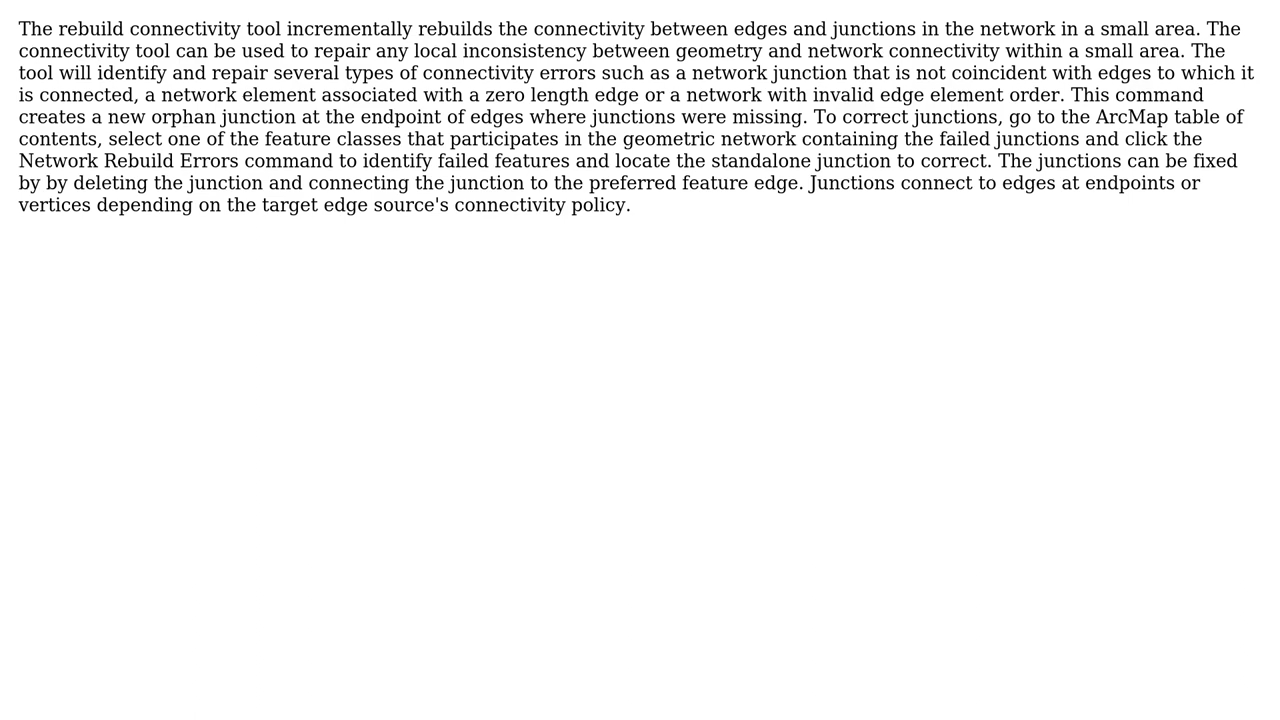 The rebuild connectivity tool incrementally rebuilds the connectivity between edges and junctions in the network in a small area. The
connectivity tool can be used to repair any local inconsistency between geometry and network connectivity within a small area. The
tool will identify and repair several types of connectivity errors such as a network junction that is not coincident with edges to which it
is connected, a network element associated with a zero length edge or a network with invalid edge element order. This command
creates a new orphan junction at the endpoint of edges where junctions were missing. To correct junctions, go to the ArcMap table of
contents, select one of the feature classes that participates in the geometric network containing the failed junctions and click the
Network Rebuild Errors command to identify failed features and locate the standalone junction to correct. The junctions can be fixed
by by deleting the junction and connecting the junction to the preferred feature edge. Junctions connect to edges at endpoints or
vertices depending on the target edge source's connectivity policy.